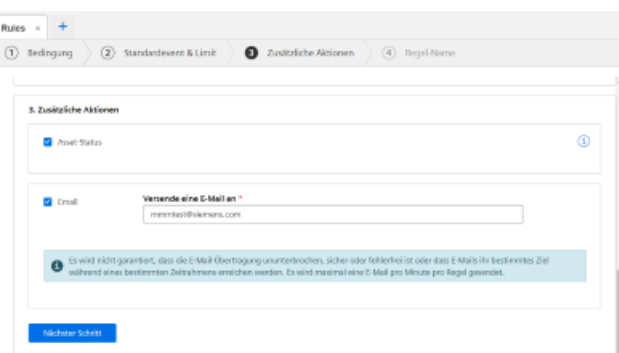 Rules × +
1 Bedingung 2 Standardevent & Limit 3 Zusätzliche Aktionen 4 Regel-Name
3. Zusätzliche Aktionen
Asset-Status
Email
Versende eine E-Mail an *
mmmtest@siemens.com
Es wird nicht garantiert, dass die E-Mail-Übertragung ununterbrochen, sicher oder fehlerfrei ist oder dass E-Mails ihr bestimmtes Ziel
während eines bestimmten Zeitrahmens erreichen werden. Es wird maximal eine E-Mail pro Minute pro Regel gesendet.
Nächster Schritt